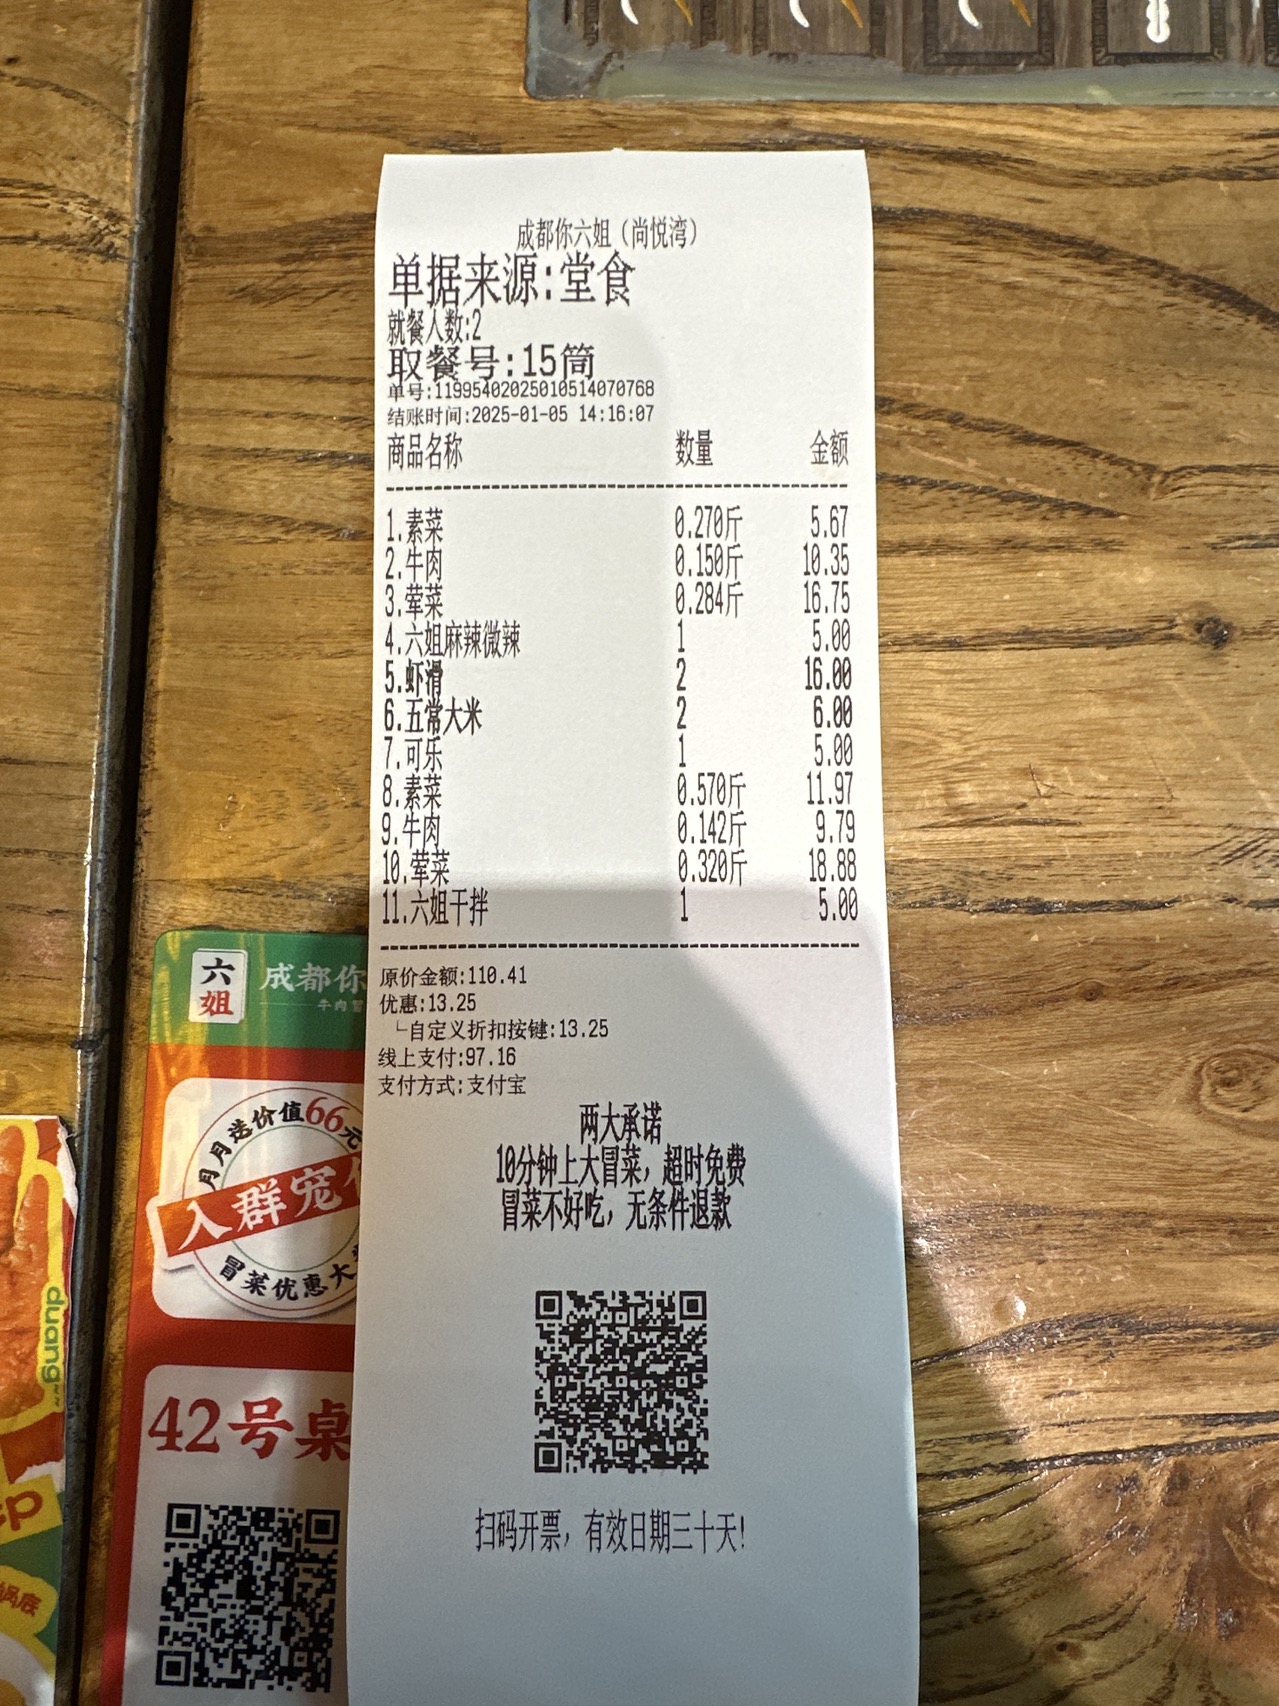 成都你六姐（尚悦湾）
单据来源:堂食
就餐人数:2
取餐号:15筒
单号:11995402025010514070768
结账时间:2025-01-05 14:16:07
商品名称 数量 金额
1.素菜 0.270斤 5.67
2.牛肉 0.150斤 10.35
3.荤菜 0.284斤 16.75
4.六姐麻辣微辣 1 5.00
5.虾滑 2 16.00
6.五常大米 2 6.00
7.可乐 1 5.00
8.素菜 0.570斤 11.97
9.牛肉 0.142斤 9.79
10.荤菜 0.320斤 18.88
11.六姐干拌 1 5.00
原价金额:110.41
优惠:13.25
└自定义折扣按键:13.25
线上支付:97.16
支付方式:支付宝
两大承诺
10分钟上大冒菜，超时免费
冒菜不好吃，无条件退款
扫码开票，有效日期三十天!
六姐
成都你
牛肉冒
月月送价值66元
入群宠
冒菜优惠大
42号桌
duang
锅底